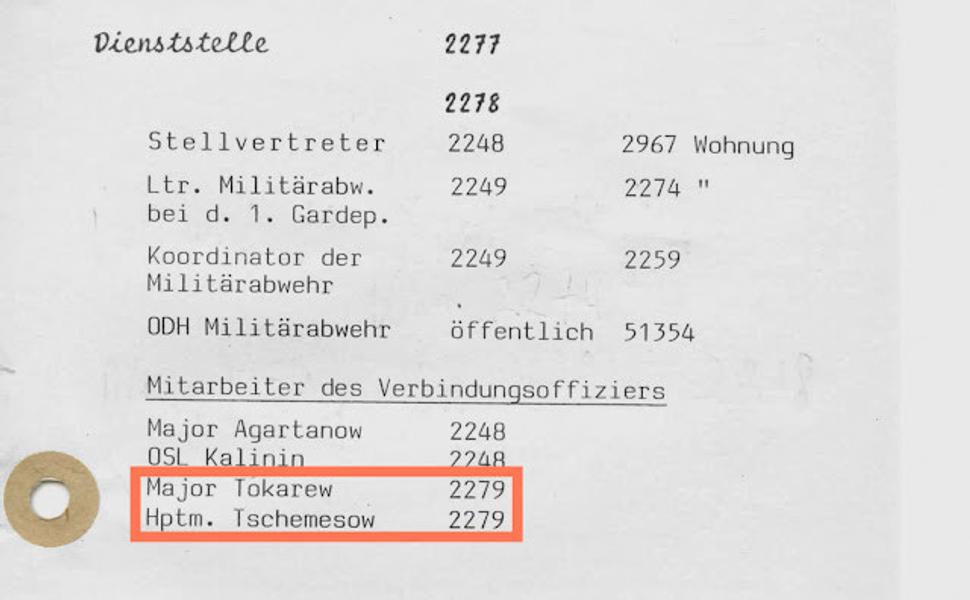 Dienststelle 2277
2278
Stellvertreter 2248 2967 Wohnung
Ltr. Militärabw. 2249 2274 "
bei d. 1. Gardep.
Koordinator der 2249 2259
Militärabwehr
ODH Militärabwehr öffentlich 51354
Mitarbeiter des Verbindungsoffiziers
Major Agartanow 2248
OSL Kalinin 2248
Major Tokarew 2279
Hptm. Tschemesow 2279